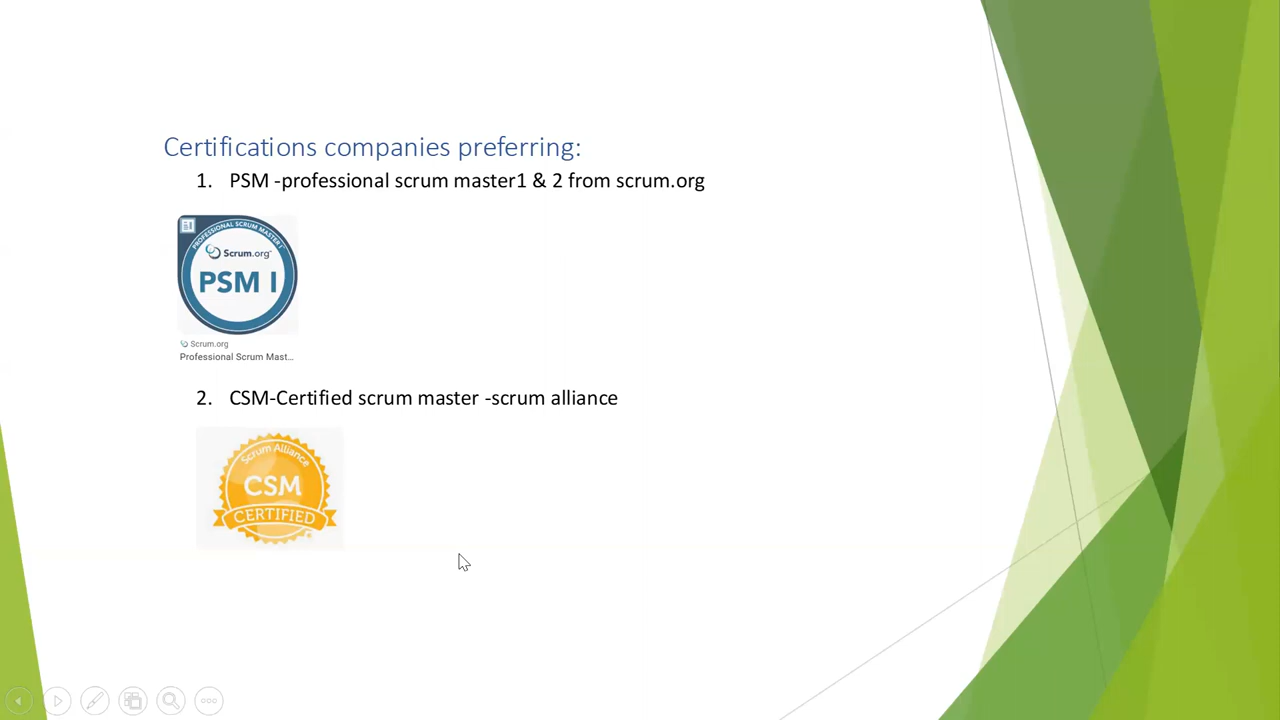 Certifications companies preferring:
1. PSM -professional scrum master1 & 2 from scrum.org
PROFESSIONAL SCRUM MASTER I
Scrum.org
PSM I
Scrum.org
Professional Scrum Mast...
2. CSM-Certified scrum master -scrum alliance
Scrum Alliance
CSM
CERTIFIED